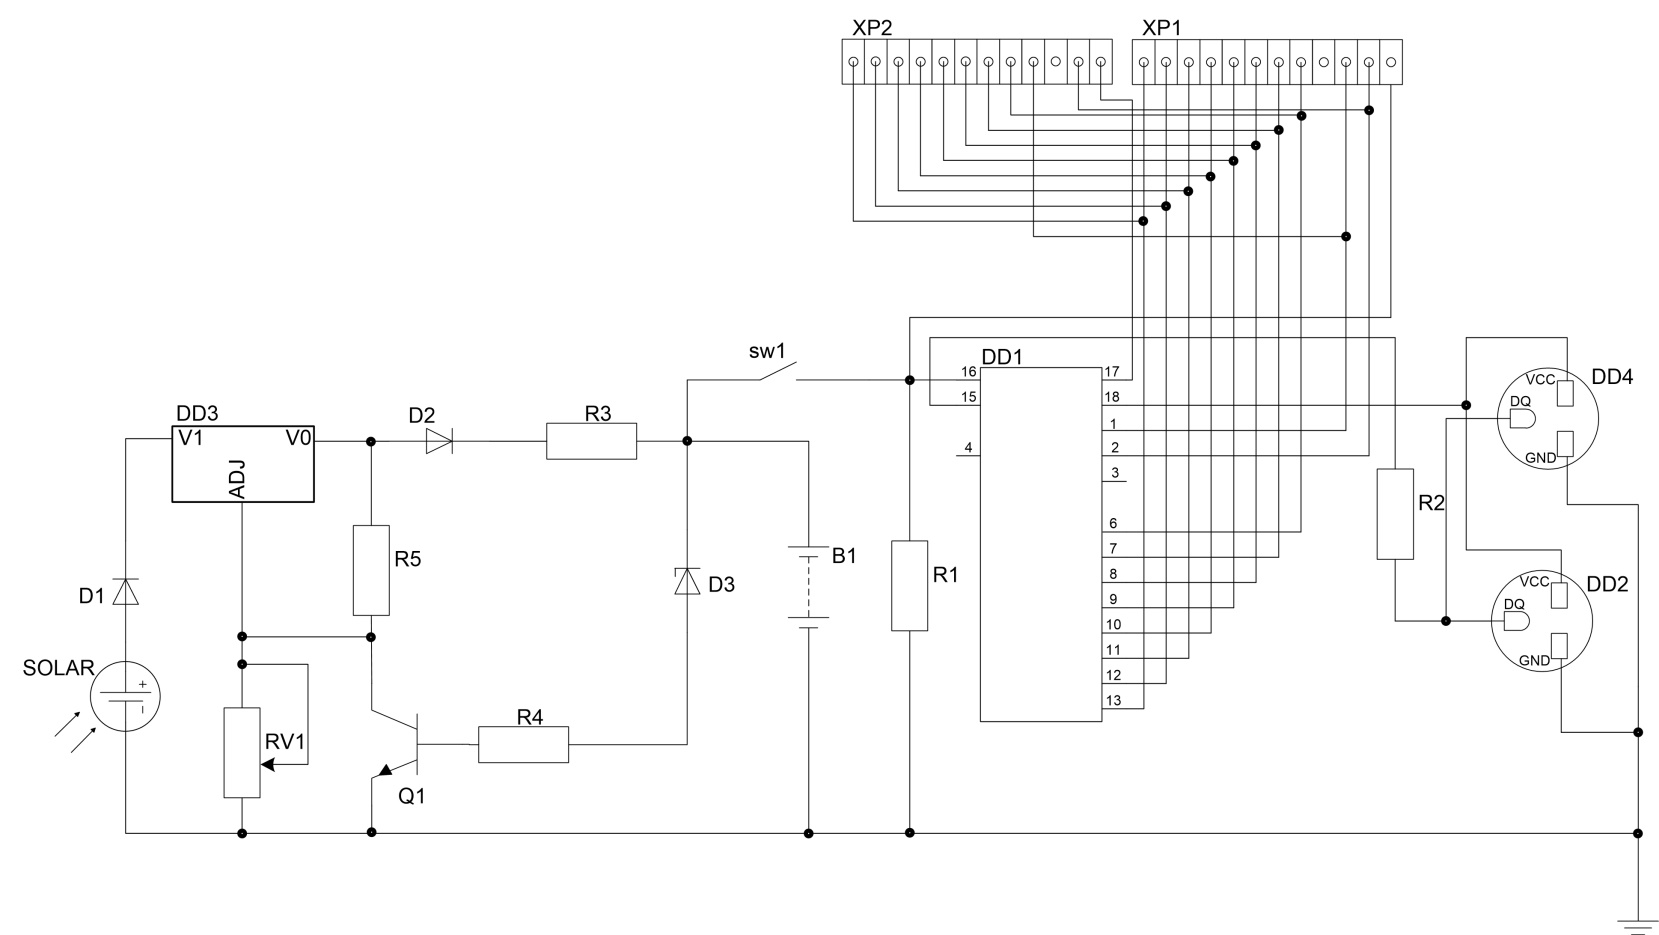 XP2 XP1
sw1
DD1
16 17
15 18
1
4 2
3
6
7
8
9
10
11
12
13
DD4
VCC
DQ
GND
DD3
V1 V0
ADJ
D2
R3
R2
R5
B1
R1
D3
DD2
VCC
DQ
GND
D1
SOLAR
+
-
RV1
R4
Q1